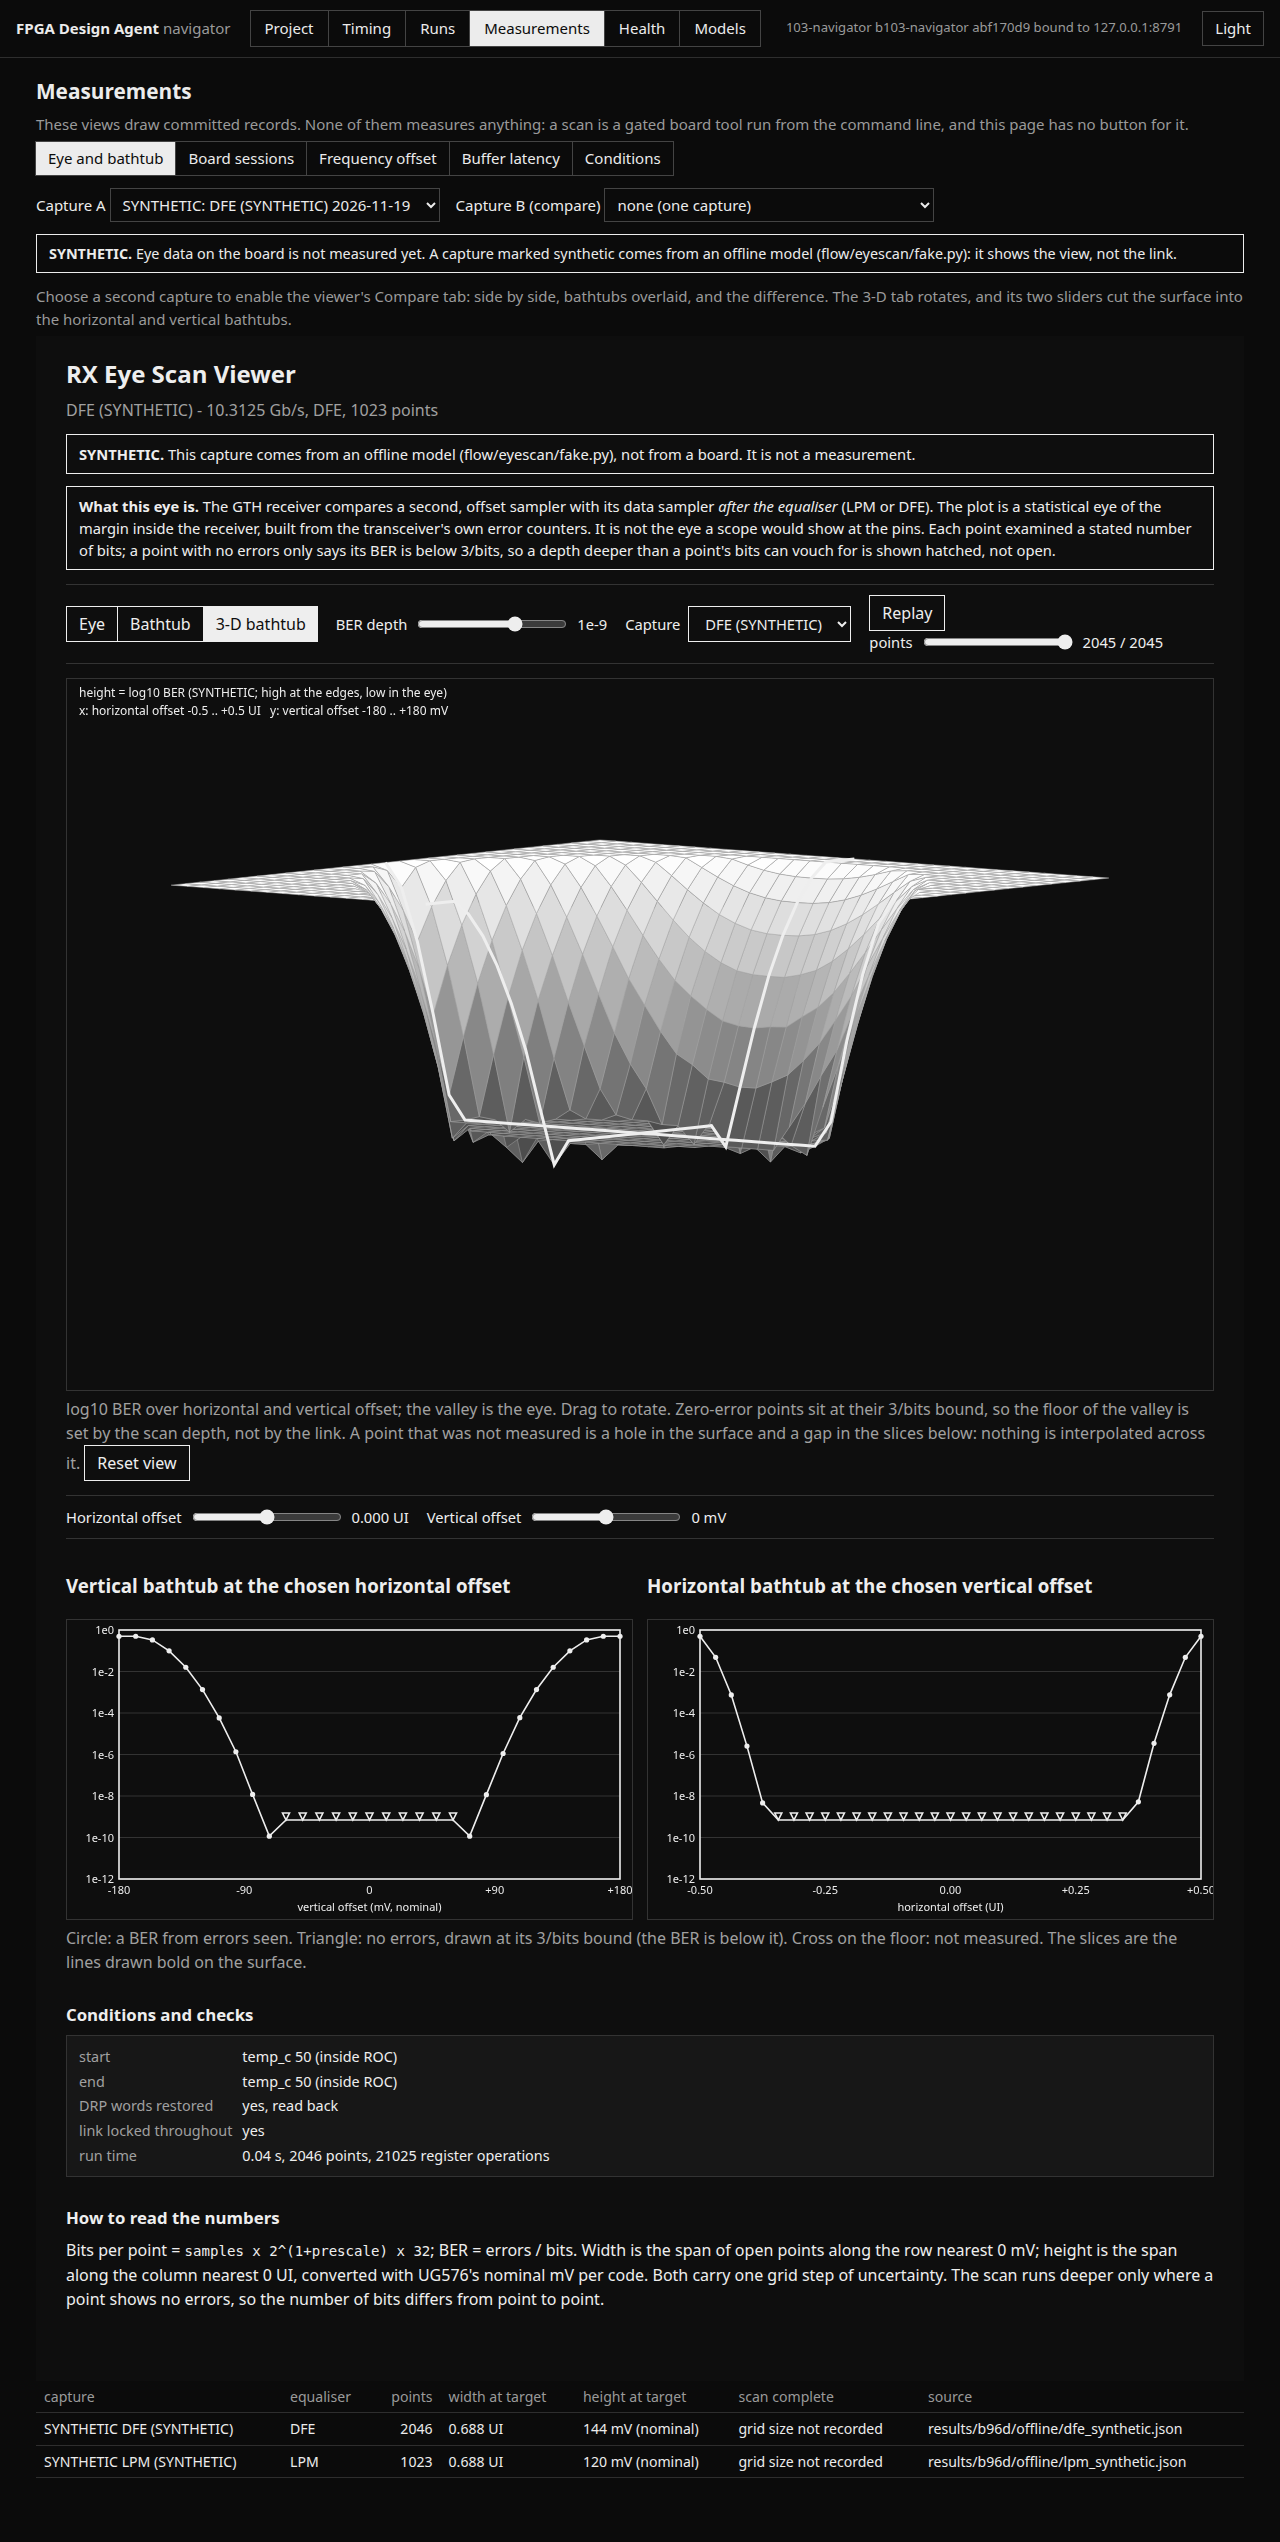 FPGA Design Agent navigator
Project
Timing
Runs
Measurements
Health
Models
103-navigator b103-navigator abf170d9 bound to 127.0.0.1:8791
Light
Measurements
These views draw committed records. None of them measures anything: a scan is a gated board tool run from the command line, and this page has no button for it.
Eye and bathtub
Board sessions
Frequency offset
Buffer latency
Conditions
Capture A
SYNTHETIC: DFE (SYNTHETIC) 2026-11-19
Capture B (compare)
none (one capture)
SYNTHETIC. Eye data on the board is not measured yet. A capture marked synthetic comes from an offline model (flow/eyescan/fake.py): it shows the view, not the link.
Choose a second capture to enable the viewer's Compare tab: side by side, bathtubs overlaid, and the difference. The 3-D tab rotates, and its two sliders cut the surface into
the horizontal and vertical bathtubs.
RX Eye Scan Viewer
DFE (SYNTHETIC) - 10.3125 Gb/s, DFE, 1023 points
SYNTHETIC. This capture comes from an offline model (flow/eyescan/fake.py), not from a board. It is not a measurement.
What this eye is. The GTH receiver compares a second, offset sampler with its data sampler after the equaliser (LPM or DFE). The plot is a statistical eye of the
margin inside the receiver, built from the transceiver's own error counters. It is not the eye a scope would show at the pins. Each point examined a stated number
of bits; a point with no errors only says its BER is below 3/bits, so a depth deeper than a point's bits can vouch for is shown hatched, not open.
Eye
Bathtub
3-D bathtub
BER depth
1e-9
Capture
DFE (SYNTHETIC)
Replay
points
2045 / 2045
height = log10 BER (SYNTHETIC; high at the edges, low in the eye)
x: horizontal offset -0.5 .. +0.5 UI y: vertical offset -180 .. +180 mV
log10 BER over horizontal and vertical offset; the valley is the eye. Drag to rotate. Zero-error points sit at their 3/bits bound, so the floor of the valley is
set by the scan depth, not by the link. A point that was not measured is a hole in the surface and a gap in the slices below: nothing is interpolated across
it.
Reset view
Horizontal offset
0.000 UI
Vertical offset
0 mV
Vertical bathtub at the chosen horizontal offset
1e0
1e-2
1e-4
1e-6
1e-8
1e-10
1e-12
-180
-90
0
+90
+180
vertical offset (mV, nominal)
Horizontal bathtub at the chosen vertical offset
1e0
1e-2
1e-4
1e-6
1e-8
1e-10
1e-12
-0.50
-0.25
0.00
+0.25
+0.50
horizontal offset (UI)
Circle: a BER from errors seen. Triangle: no errors, drawn at its 3/bits bound (the BER is below it). Cross on the floor: not measured. The slices are the
lines drawn bold on the surface.
Conditions and checks
start temp_c 50 (inside ROC)
end temp_c 50 (inside ROC)
DRP words restored yes, read back
link locked throughout yes
run time 0.04 s, 2046 points, 21025 register operations
How to read the numbers
Bits per point = samples x 2^(1+prescale) x 32; BER = errors / bits. Width is the span of open points along the row nearest 0 mV; height is the span
along the column nearest 0 UI, converted with UG576's nominal mV per code. Both carry one grid step of uncertainty. The scan runs deeper only where a
point shows no errors, so the number of bits differs from point to point.
capture equaliser points width at target height at target scan complete source
SYNTHETIC DFE (SYNTHETIC) DFE 2046 0.688 UI 144 mV (nominal) grid size not recorded results/b96d/offline/dfe_synthetic.json
SYNTHETIC LPM (SYNTHETIC) LPM 1023 0.688 UI 120 mV (nominal) grid size not recorded results/b96d/offline/lpm_synthetic.json